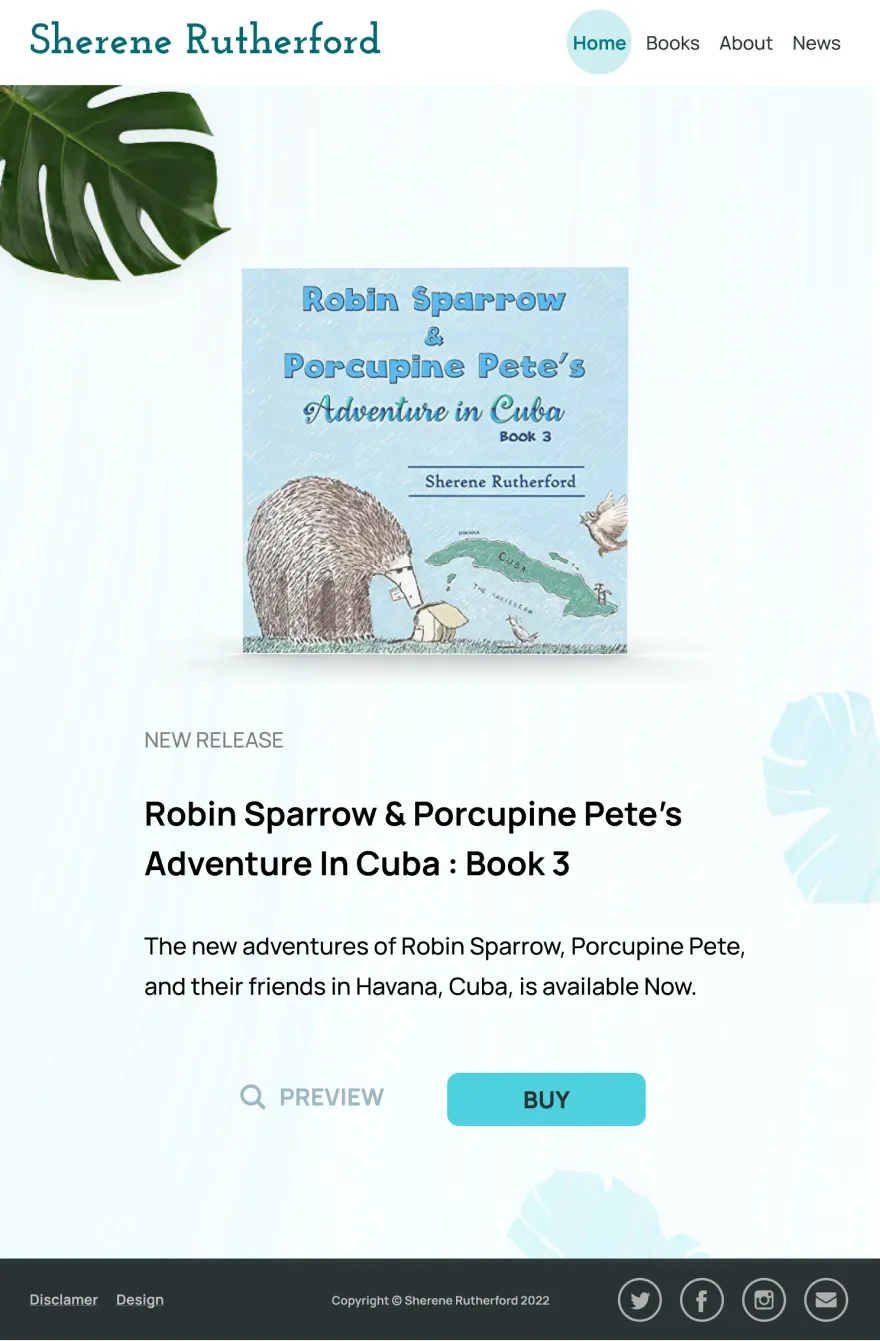 Sherene Rutherford
Home Books About News
Robin Sparrow
&
Porcupine Pete's
Adventure in Cuba
Book 3
Sherene Rutherford
HAVANA
CUBA
THE CARIBBEAN
NEW RELEASE
Robin Sparrow & Porcupine Pete's
Adventure In Cuba : Book 3
The new adventures of Robin Sparrow, Porcupine Pete,
and their friends in Havana, Cuba, is available Now.
PREVIEW BUY
Disclamer Design Copyright © Sherene Rutherford 2022